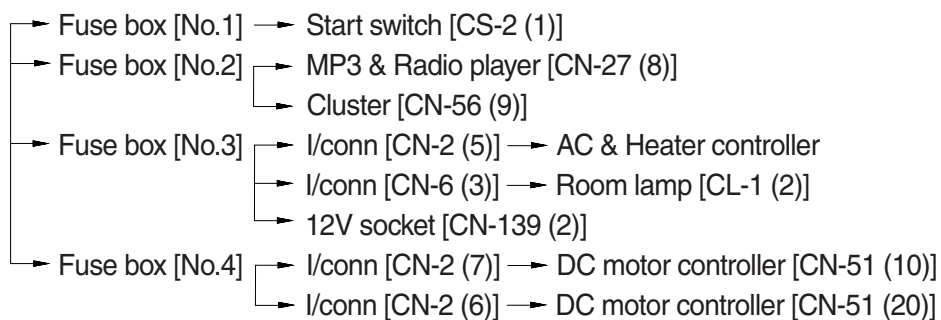 Fuse box [No.1] Start switch [CS-2 (1)]
Fuse box [No.2] MP3 & Radio player [CN-27 (8)]
Cluster [CN-56 (9)]
Fuse box [No.3] I/conn [CN-2 (5)] AC & Heater controller
I/conn [CN-6 (3)] Room lamp [CL-1 (2)]
12V socket [CN-139 (2)]
Fuse box [No.4] I/conn [CN-2 (7)] DC motor controller [CN-51 (10)]
I/conn [CN-2 (6)] DC motor controller [CN-51 (20)]